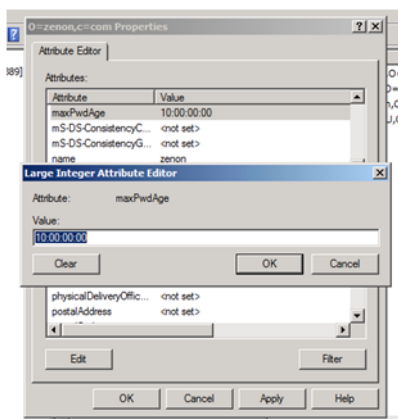 O=zenon,c=com Properties
Attribute Editor
Attributes:
Attribute Value
maxPwdAge 10:00:00:00
mS-DS-ConsistencyC... <not set>
mS-DS-ConsistencyG... <not set>
name zenon
Large Integer Attribute Editor
Attribute: maxPwdAge
Value:
10:00:00:00
Clear OK Cancel
physicalDeliveryOffic... <not set>
postalAddress <not set>
Edit Filter
OK Cancel Apply Help